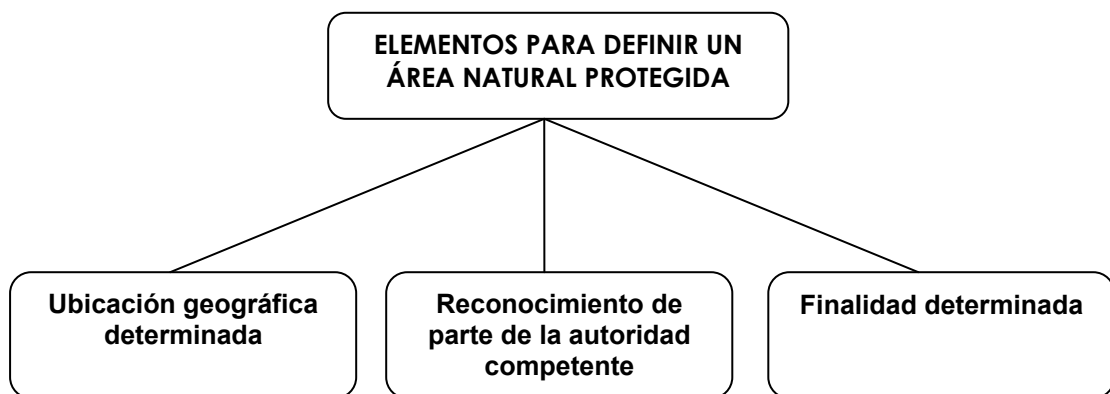 ELEMENTOS PARA DEFINIR UN
ÁREA NATURAL PROTEGIDA
Ubicación geográfica
determinada
Reconocimiento de
parte de la autoridad
competente
Finalidad determinada